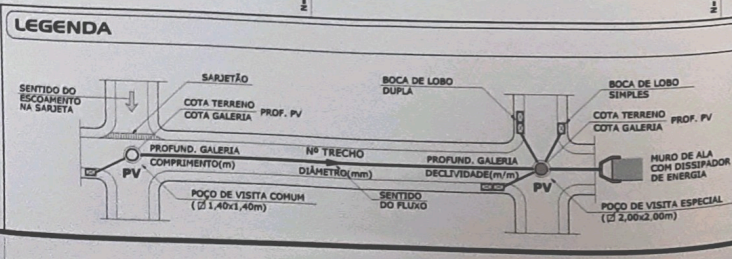 LEGENDA
SENTIDO DO
ESCOAMENTO
NA SARJETA
SARJETÃO
COTA TERRENO
COTA GALERIA
PROF. PV
BOCA DE LOBO
DUPLA
BOCA DE LOBO
SIMPLES
COTA TERRENO
COTA GALERIA
PROF. PV
PROFUND. GALERIA
COMPRIMENTO(m)
Nº TRECHO
DIÂMETRO(mm)
PROFUND. GALERIA
DECLIVIDADE(m/m)
MURO DE ALA
COM DISSIPADOR
DE ENERGIA
PV
PV
POÇO DE VISITA COMUM
(∅ 1,40x1,40m)
SENTIDO
DO FLUXO
POÇO DE VISITA ESPECIAL
(∅ 2,00x2,00m)